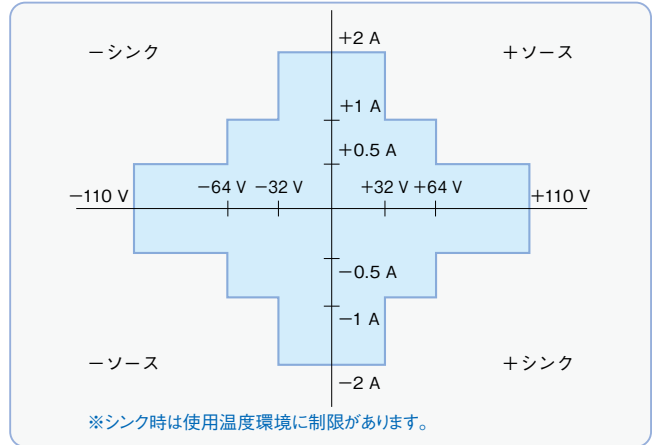 +2 A
−シンク
+ソース
+1 A
+0.5 A
−110 V
−64 V
−32 V
+32 V
+64 V
+110 V
−0.5 A
−1 A
−ソース
+シンク
−2 A
※シンク時は使用温度環境に制限があります。